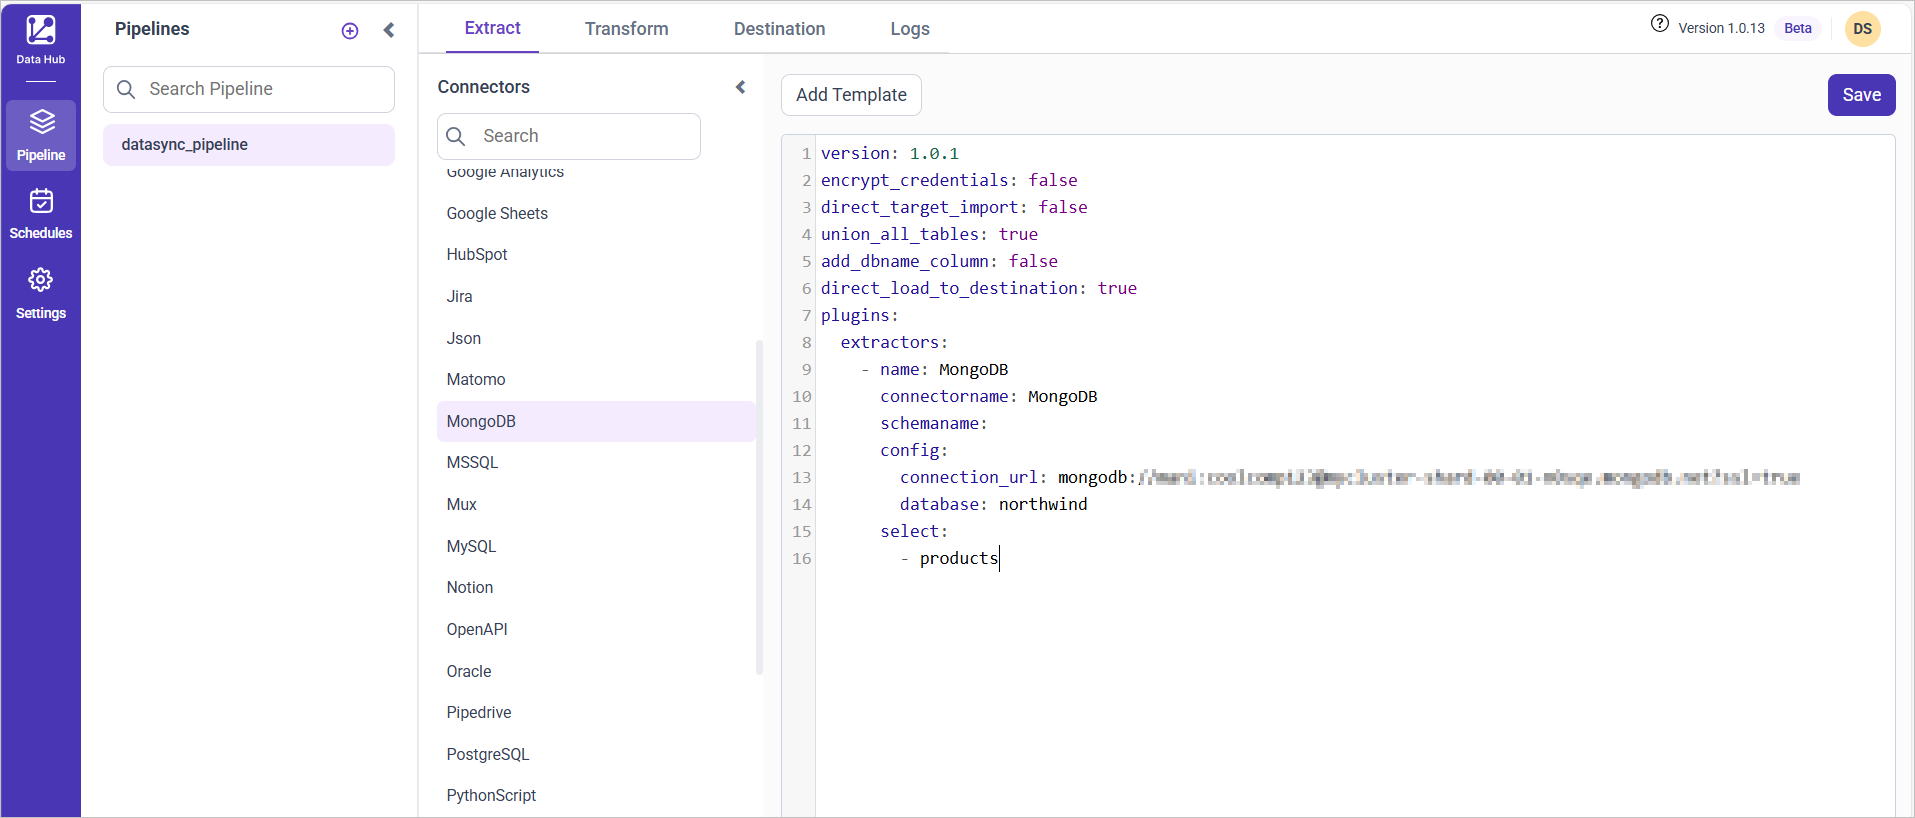 Data Hub
Pipeline
Schedules
Settings
Pipelines
Search Pipeline
datasync_pipeline
Extract
Transform
Destination
Logs
Version 1.0.13
Beta
DS
Connectors
Search
Google Analytics
Google Sheets
HubSpot
Jira
Json
Matomo
MongoDB
MSSQL
Mux
MySQL
Notion
OpenAPI
Oracle
Pipedrive
PostgreSQL
PythonScript
Add Template
Save
1 version: 1.0.1
2 encrypt_credentials: false
3 direct_target_import: false
4 union_all_tables: true
5 add_dbname_column: false
6 direct_load_to_destination: true
7 plugins:
8 extractors:
9 - name: MongoDB
10 connectorname: MongoDB
11 schemaname:
12 config:
13 connection_url: mongodb:
14 database: northwind
15 select:
16 - products